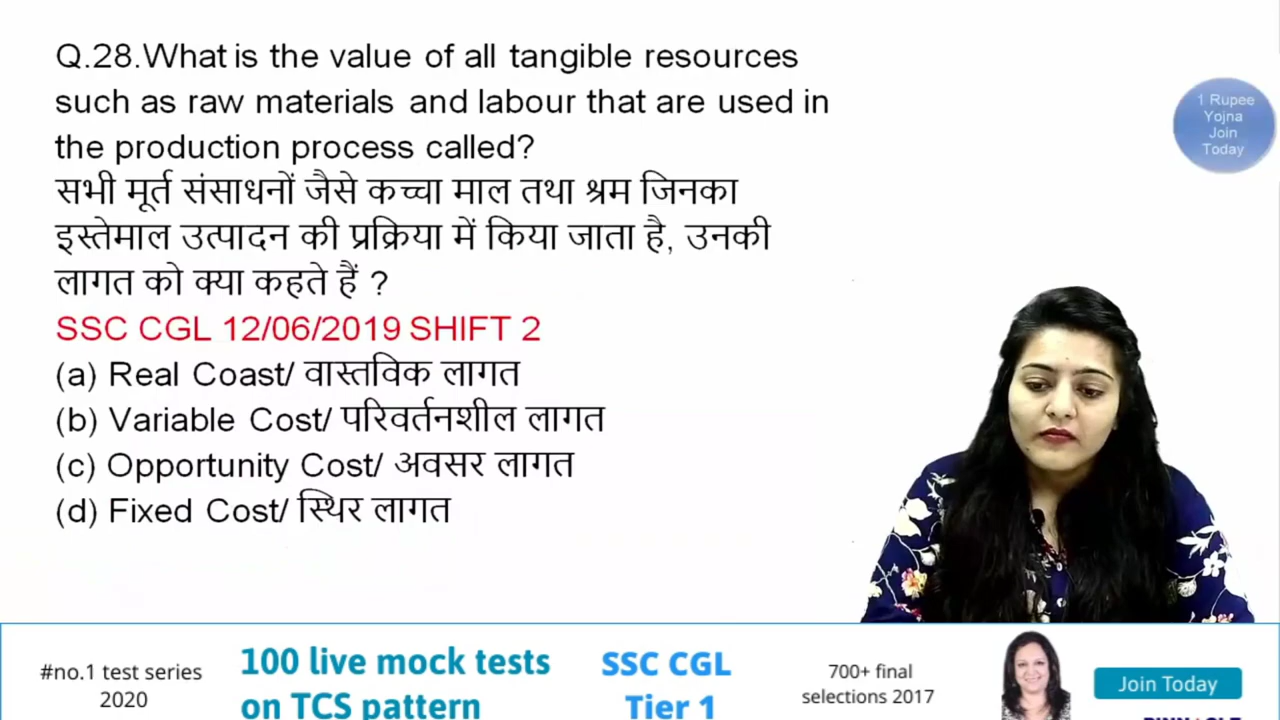 Q.28.What is the value of all tangible resources
such as raw materials and labour that are used in
the production process called?
सभी मूर्त संसाधनों जैसे कच्चा माल तथा श्रम जिनका
इस्तेमाल उत्पादन की प्रक्रिया में किया जाता है, उनकी
लागत को क्या कहते हैं ?
SSC CGL 12/06/2019 SHIFT 2
(a) Real Coast/ वास्तविक लागत
(b) Variable Cost/ परिवर्तनशील लागत
(c) Opportunity Cost/ अवसर लागत
(d) Fixed Cost/ स्थिर लागत
1 Rupee
Yojna
Join
Today
#no.1 test series
2020
100 live mock tests
on TCS pattern
SSC CGL
Tier 1
700+ final
selections 2017
Join Today